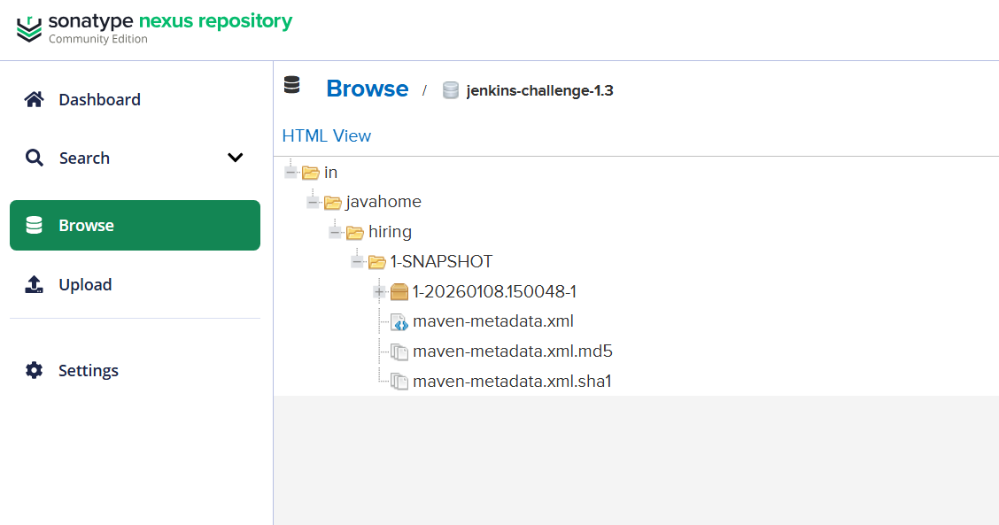 sonatype nexus repository
Community Edition
Dashboard
Search
Browse
Upload
Settings
Browse / jenkins-challenge-1.3
HTML View
in
javahome
hiring
1-SNAPSHOT
1-20260108.150048-1
maven-metadata.xml
maven-metadata.xml.md5
maven-metadata.xml.sha1